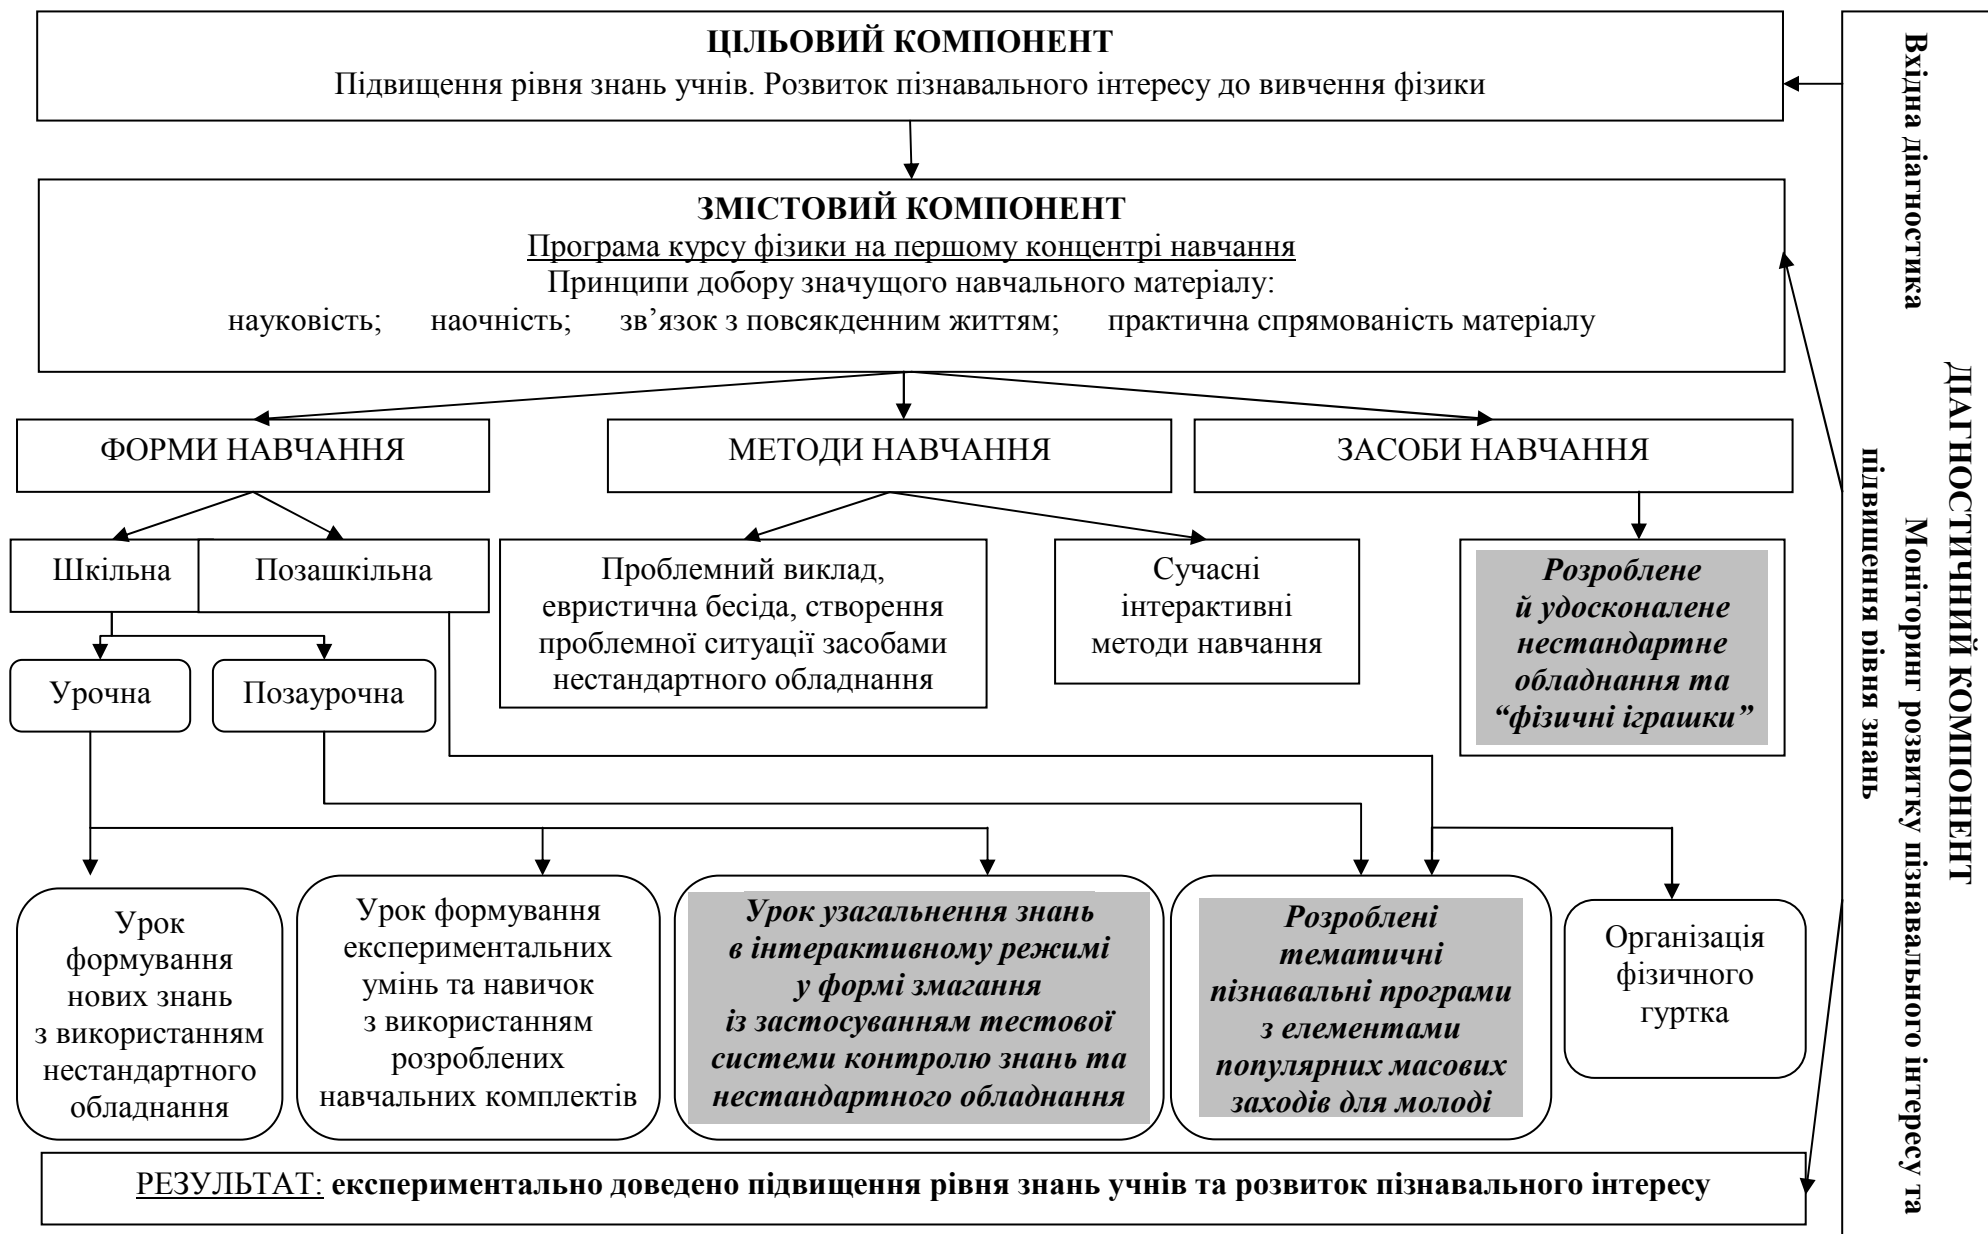 ЦІЛЬОВИЙ КОМПОНЕНТ
Підвищення рівня знань учнів. Розвиток пізнавального інтересу до вивчення фізики
ЗМІСТОВИЙ КОМПОНЕНТ
Програма курсу фізики на першому концентрі навчання
Принципи добору значущого навчального матеріалу:
науковість; наочність; зв’язок з повсякденним життям; практична спрямованість матеріалу
ФОРМИ НАВЧАННЯ
МЕТОДИ НАВЧАННЯ
ЗАСОБИ НАВЧАННЯ
Шкільна
Позашкільна
Проблемний виклад,
евристична бесіда, створення
проблемної ситуації засобами
нестандартного обладнання
Сучасні
інтерактивні
методи навчання
Розроблене
й удосконалене
нестандартне
обладнання та
“фізичні іграшки”
Урочна
Позаурочна
Урок
формування
нових знань
з використанням
нестандартного
обладнання
Урок формування
експериментальних
умінь та навичок
з використанням
розроблених
навчальних комплектів
Урок узагальнення знань
в інтерактивному режимі
у формі змагання
із застосуванням тестової
системи контролю знань та
нестандартного обладнання
Розроблені
тематичні
пізнавальні програми
з елементами
популярних масових
заходів для молоді
Організація
фізичного
гуртка
РЕЗУЛЬТАТ: експериментально доведено підвищення рівня знань учнів та розвиток пізнавального інтересу
ДІАГНОСТИЧНИЙ КОМПОНЕНТ
Вхідна діагностика Моніторинг розвитку пізнавального інтересу та
підвищення рівня знань